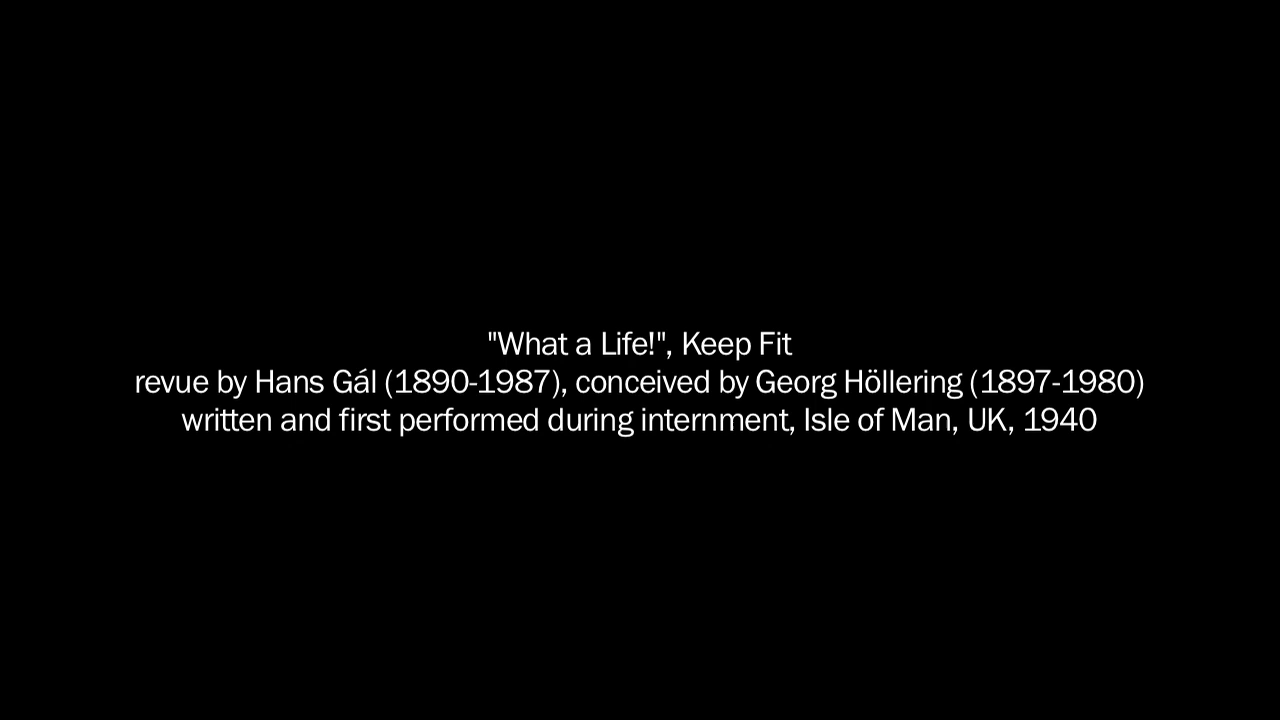 "What a Life!", Keep Fit
revue by Hans Gál (1890-1987), conceived by Georg Höllering (1897-1980)
written and first performed during internment, Isle of Man, UK, 1940